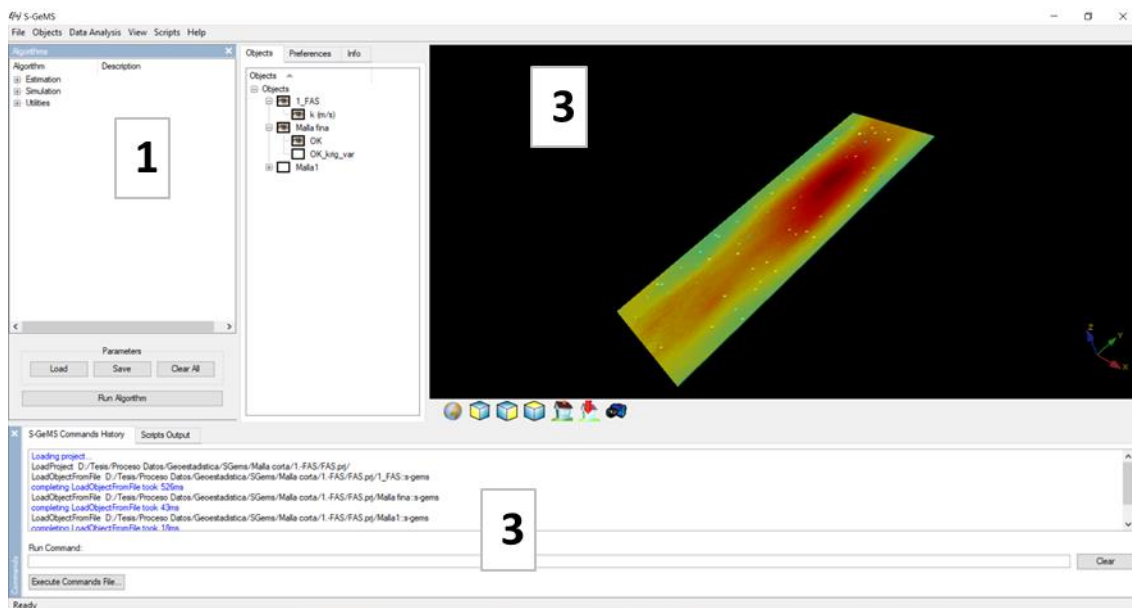 S-GeMS
File Objects Data Analysis View Scripts Help
Algorithms
Algorithm Description
Estimation
Simulation
Utilities
1
Parameters
Load Save Clear All
Run Algorithm
Objects Preferences Info
Objects
Objects
1_FAS
k (m/s)
Malla fina
OK
OK_krig_var
Malla1
3
Z
Y
X
S-GeMS Commands History Scripts Output
Loading project...
LoadProject D:/Tesis/Proceso Datos/Geoestadistica/SGems/Malla corta/1.-FAS/FAS.prj/
LoadObjectFromFile D:/Tesis/Proceso Datos/Geoestadistica/SGems/Malla corta/1.-FAS/FAS.prj/1_FAS::s-gems
completing LoadObjectFromFile took: 526ms
LoadObjectFromFile D:/Tesis/Proceso Datos/Geoestadistica/SGems/Malla corta/1.-FAS/FAS.prj/Malla fina::s-gems
completing LoadObjectFromFile took: 43ms
LoadObjectFromFile D:/Tesis/Proceso Datos/Geoestadistica/SGems/Malla corta/1.-FAS/FAS.prj/Malla1::s-gems
completing LoadObjectFromFile took: 18ms
3
Run Command:
Clear
Execute Commands File...
Commands
Ready